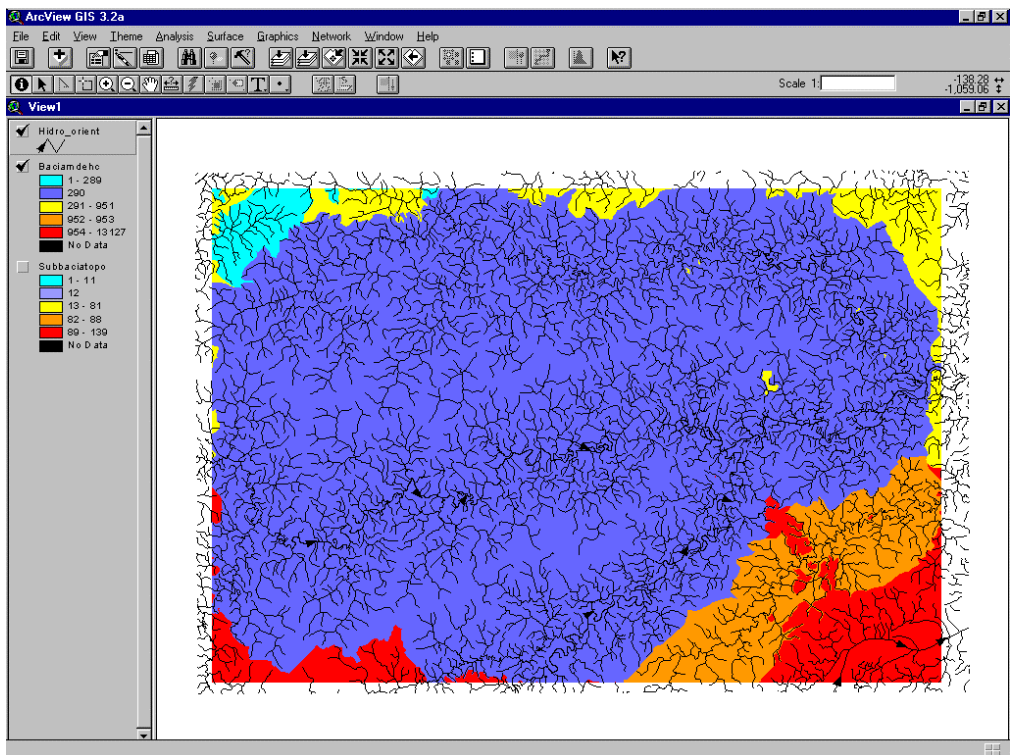 ArcView GIS 3.2a
File Edit View Theme Analysis Surface Graphics Network Window Help
Scale 1:
-138.28
-1,059.06
View1
Hidro_orient
Baciamdehc
1 - 289
290
291 - 951
952 - 953
954 - 13127
No Data
Subbaciatopo
1 - 11
12
13 - 81
82 - 88
89 - 139
No Data